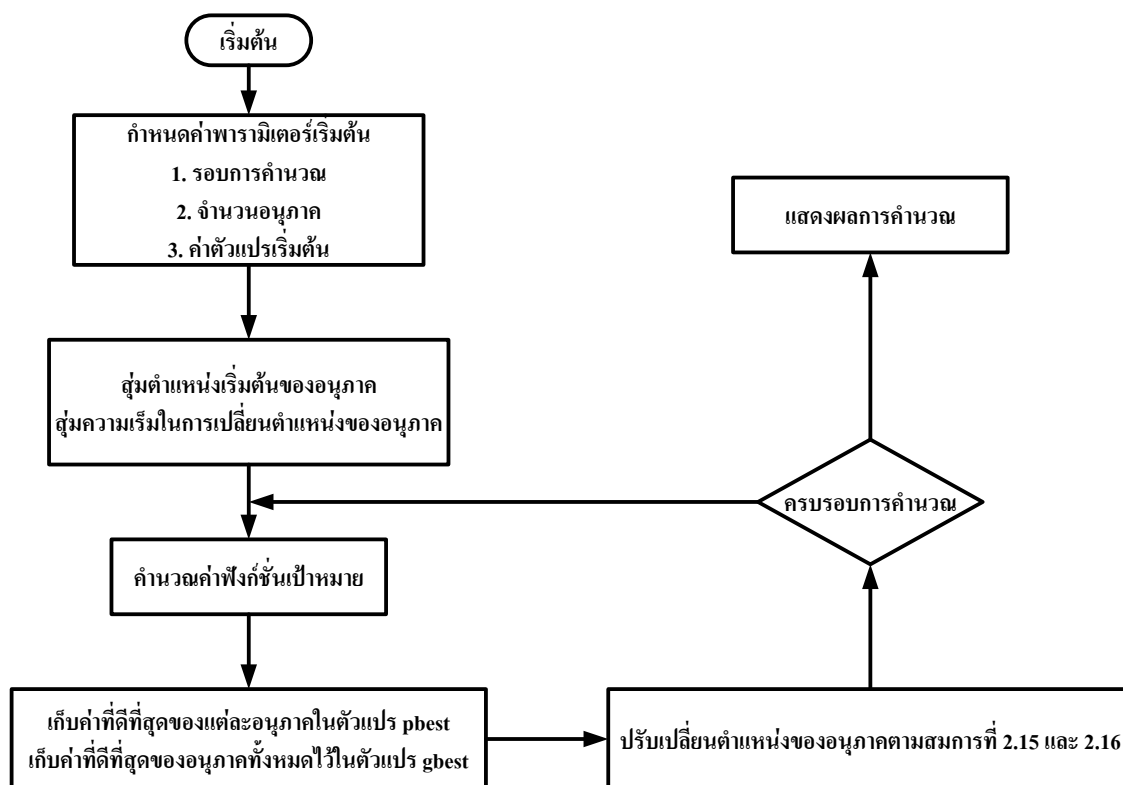 เริ่มต้น
กำหนดค่าพารามิเตอร์เริ่มต้น
1. รอบการคำนวณ
2. จำนวนอนุภาค
3. ค่าตัวแปรเริ่มต้น
สุ่มตำแหน่งเริ่มต้นของอนุภาค
สุ่มความเร็มในการเปลี่ยนตำแหน่งของอนุภาค
คำนวณค่าฟังก์ชั่นเป้าหมาย
เก็บค่าที่ดีที่สุดของแต่ละอนุภาคในตัวแปร pbest
เก็บค่าที่ดีที่สุดของอนุภาคทั้งหมดไว้ในตัวแปร gbest
ปรับเปลี่ยนตำแหน่งของอนุภาคตามสมการที่ 2.15 และ 2.16
ครบรอบการคำนวณ
แสดงผลการคำนวณ